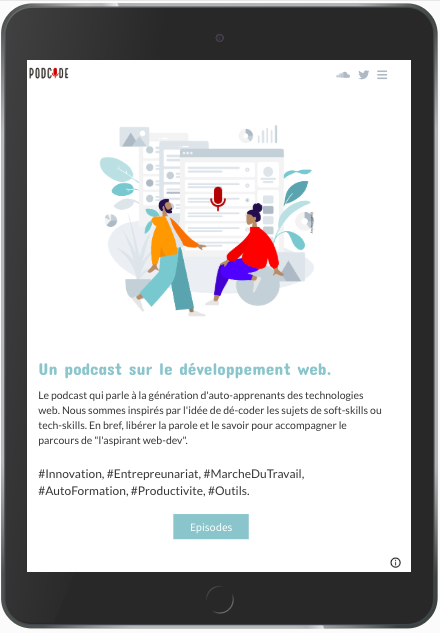 PODCODE
Un podcast sur le développement web.
Le podcast qui parle à la génération d'auto-apprenants des technologies
web. Nous sommes inspirés par l'idée de dé-coder les sujets de soft-skills ou
tech-skills. En bref, libérer la parole et le savoir pour accompagner le
parcours de "l'aspirant web-dev".
#Innovation, #Entrepreunariat, #MarcheDuTravail,
#AutoFormation, #Productivite, #Outils.
Episodes